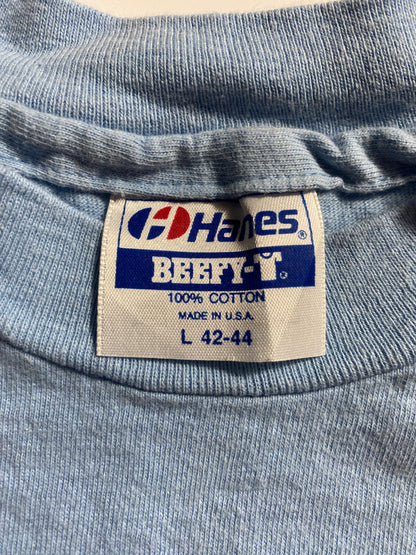 Hanes®
BEEFY-T®
100% COTTON
MADE IN U.S.A.
L 42-44